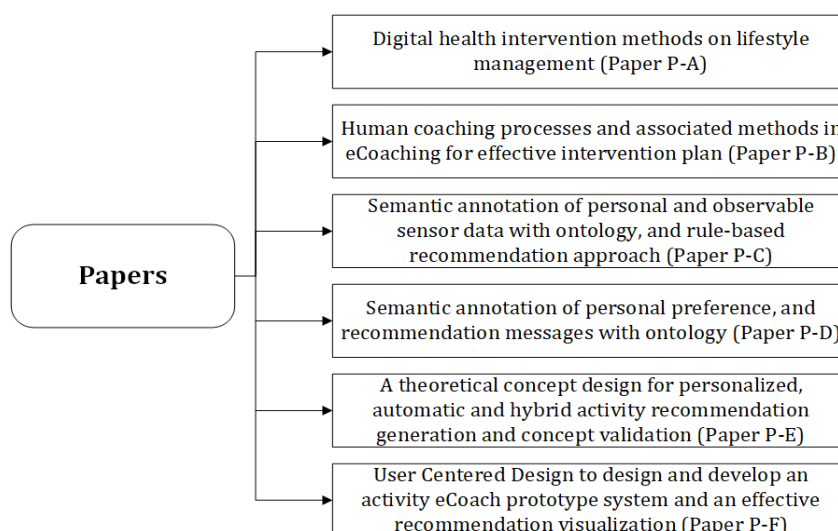 Digital health intervention methods on lifestyle
management (Paper P-A)
Human coaching processes and associated methods in
eCoaching for effective intervention plan (Paper P-B)
Semantic annotation of personal and observable
sensor data with ontology, and rule-based
recommendation approach (Paper P-C)
Papers
Semantic annotation of personal preference, and
recommendation messages with ontology (Paper P-D)
A theoretical concept design for personalized,
automatic and hybrid activity recommendation
generation and concept validation (Paper P-E)
User Centered Design to design and develop an
activity eCoach prototype system and an effective
recommendation visualization (Paper P-F)